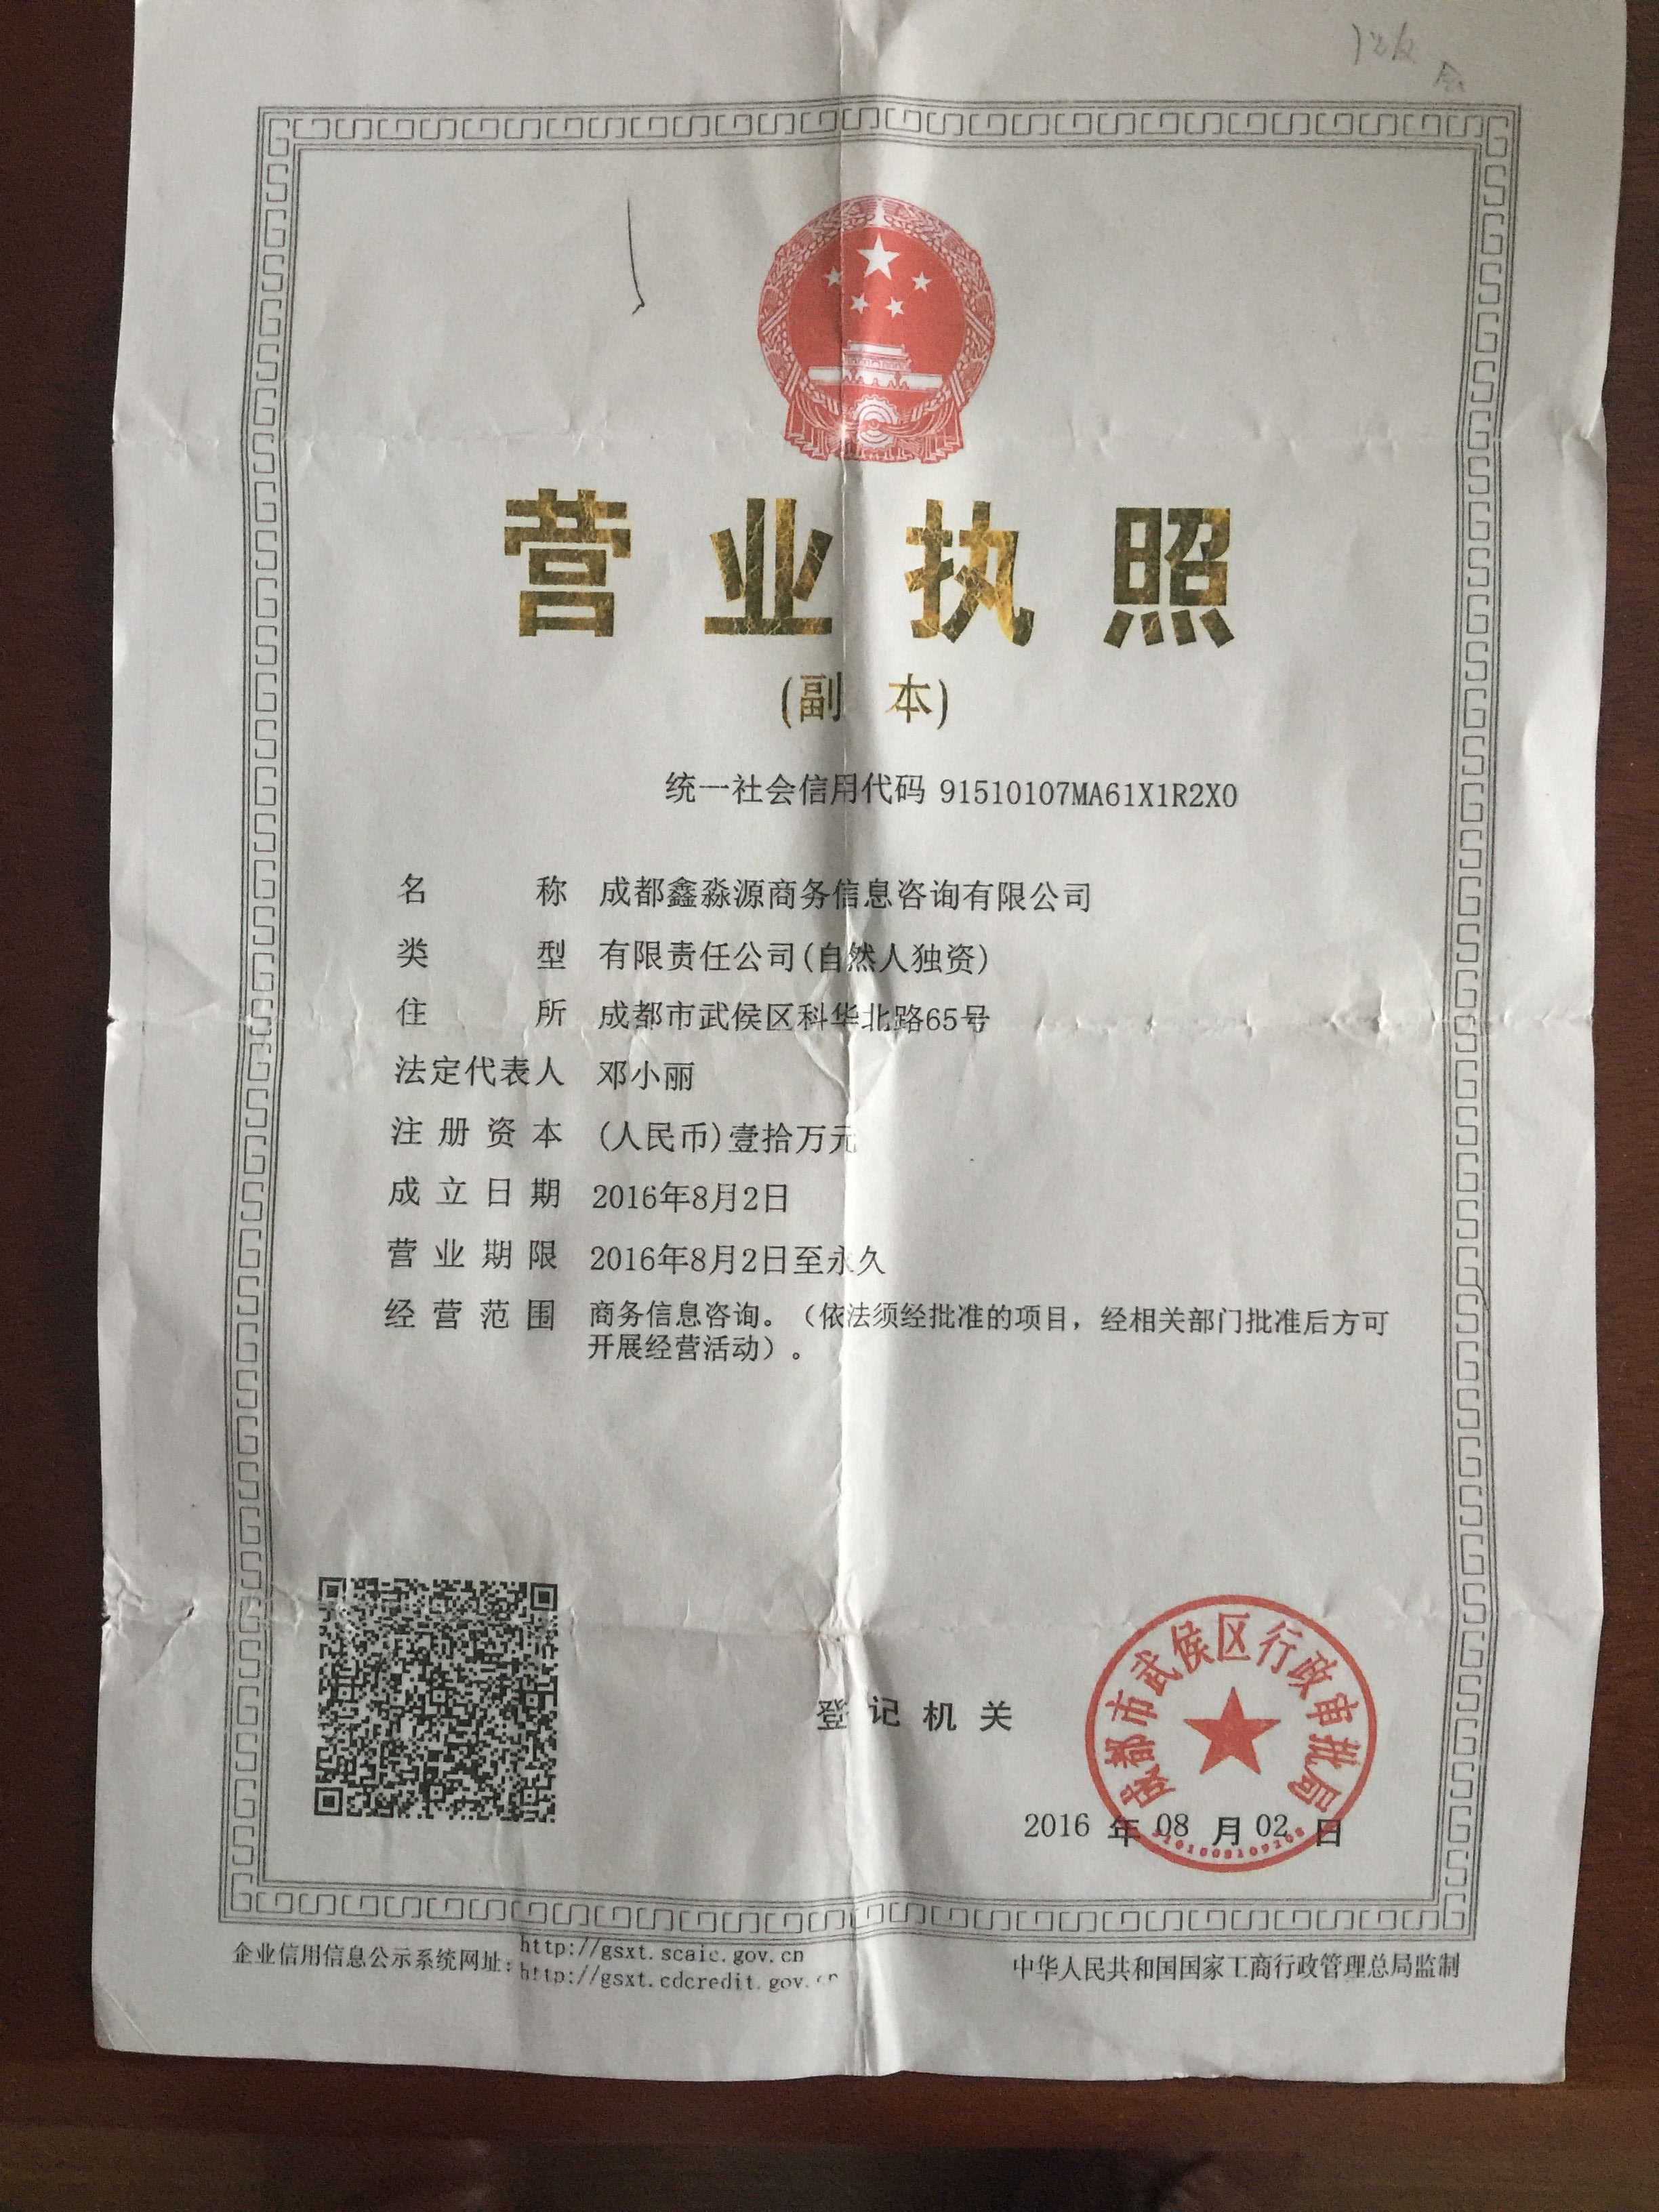 营业执照
(副 本)
统一社会信用代码 91510107MA61X1R2X0
名 称 成都鑫淼源商务信息咨询有限公司
类 型 有限责任公司(自然人独资)
住 所 成都市武侯区科华北路65号
法定代表人 邓小丽
注册资本 (人民币)壹拾万元
成立日期 2016年8月2日
营业期限 2016年8月2日至永久
经营范围 商务信息咨询。（依法须经批准的项目，经相关部门批准后方可
开展经营活动）。
成都市武侯区行政审批局
登记机关
2016 年 08 月 02 日
企业信用信息公示系统网址: http://gsxt.scaic.gov.cn
http://gsxt.cdcredit.gov.cn
中华人民共和国国家工商行政管理总局监制